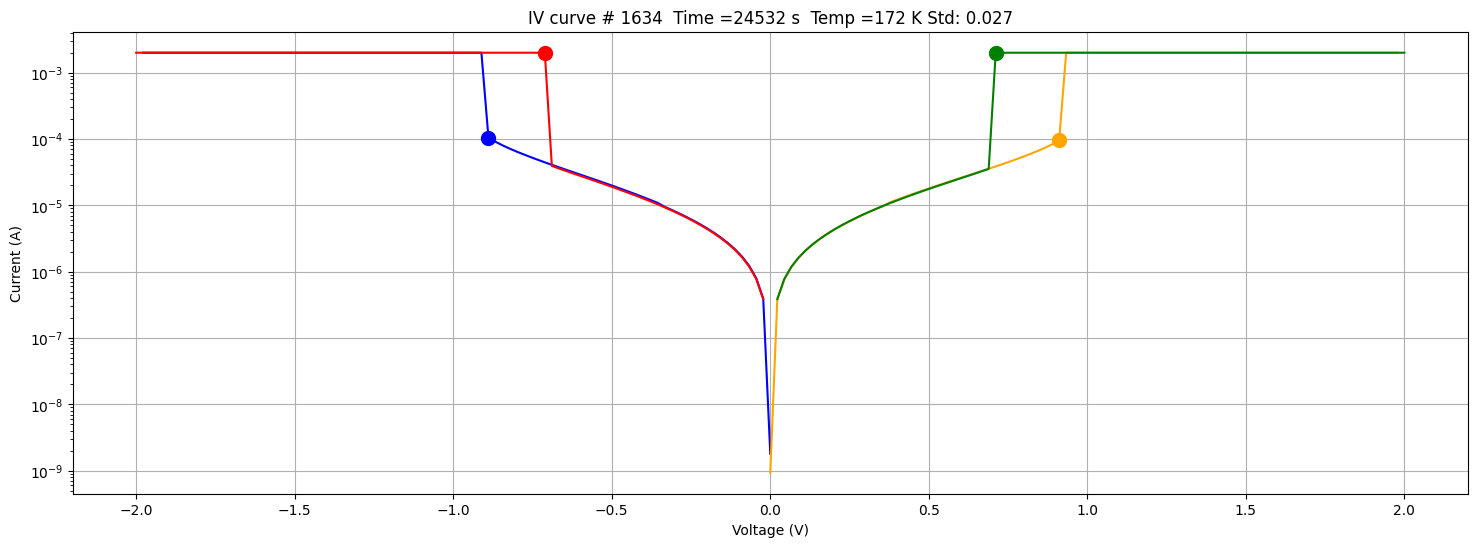 IV curve # 1634  Time =24532 s  Temp =172 K Std: 0.027
Current (A)
10⁻³
10⁻⁴
10⁻⁵
10⁻⁶
10⁻⁷
10⁻⁸
10⁻⁹
−2.0 −1.5 −1.0 −0.5 0.0 0.5 1.0 1.5 2.0
Voltage (V)